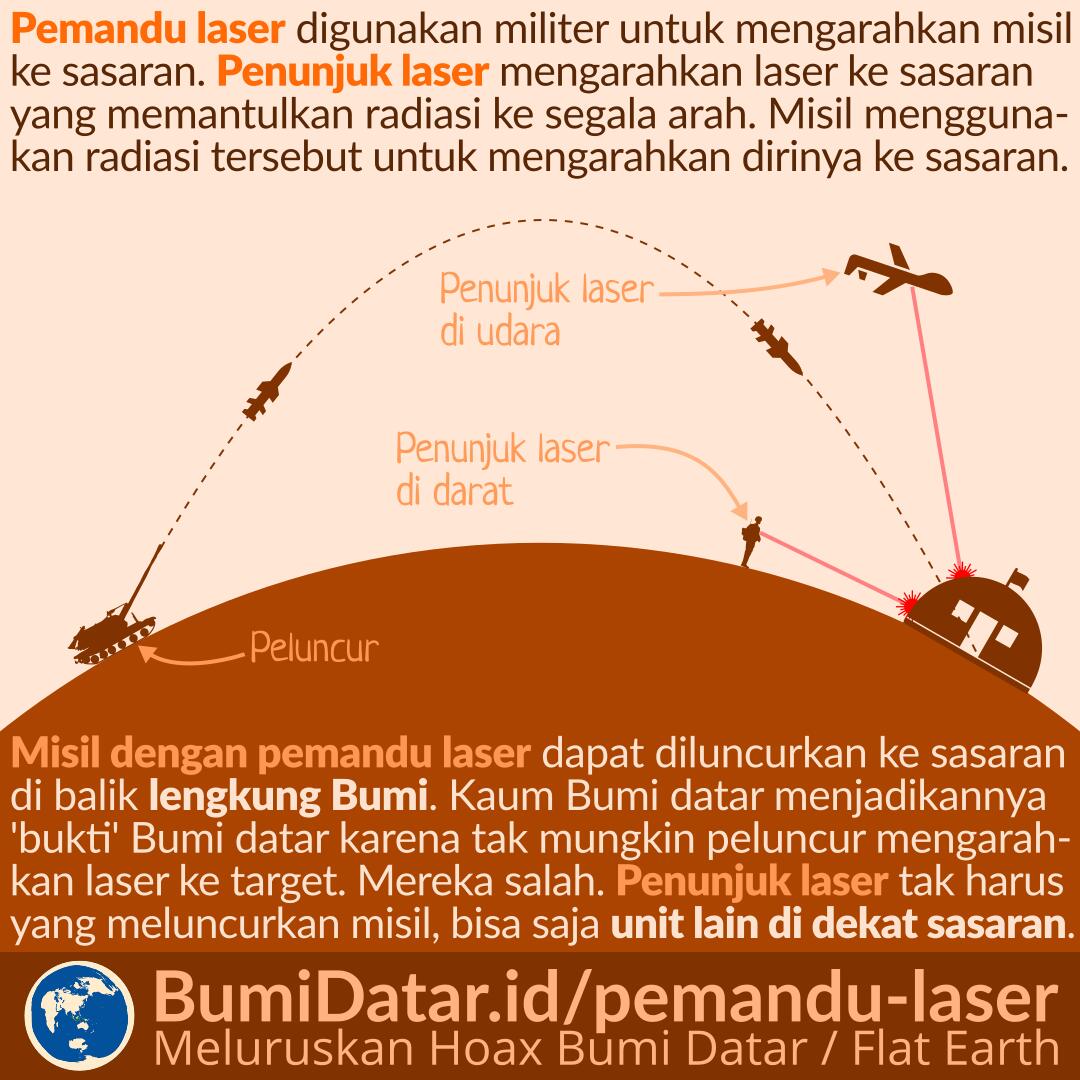 Pemandu laser digunakan militer untuk mengarahkan misil
ke sasaran. Penunjuk laser mengarahkan laser ke sasaran
yang memantulkan radiasi ke segala arah. Misil mengguna-
kan radiasi tersebut untuk mengarahkan dirinya ke sasaran.
Penunjuk laser
di udara
Penunjuk laser
di darat
Peluncur
Misil dengan pemandu laser dapat diluncurkan ke sasaran
di balik lengkung Bumi. Kaum Bumi datar menjadikannya
'bukti' Bumi datar karena tak mungkin peluncur mengarah-
kan laser ke target. Mereka salah. Penunjuk laser tak harus
yang meluncurkan misil, bisa saja unit lain di dekat sasaran.
BumiDatar.id/pemandu-laser
Meluruskan Hoax Bumi Datar / Flat Earth